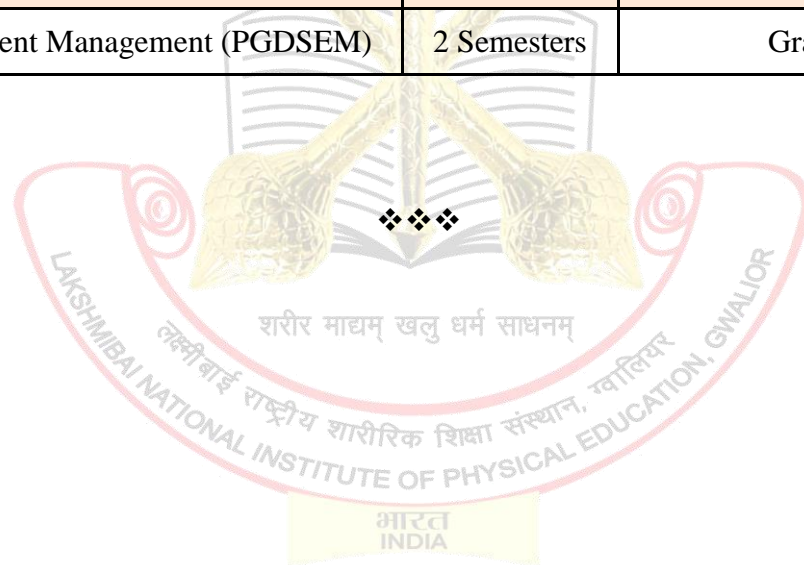 ent Management (PGDSEM) 2 Semesters Gra
❖❖❖
शरीर माद्यम् खलु धर्म साधनम्
लक्ष्मीबाई राष्ट्रीय शारीरिक शिक्षा संस्थान, ग्वालियर
LAKSHMIBAI NATIONAL INSTITUTE OF PHYSICAL EDUCATION, GWALIOR
भारत
INDIA